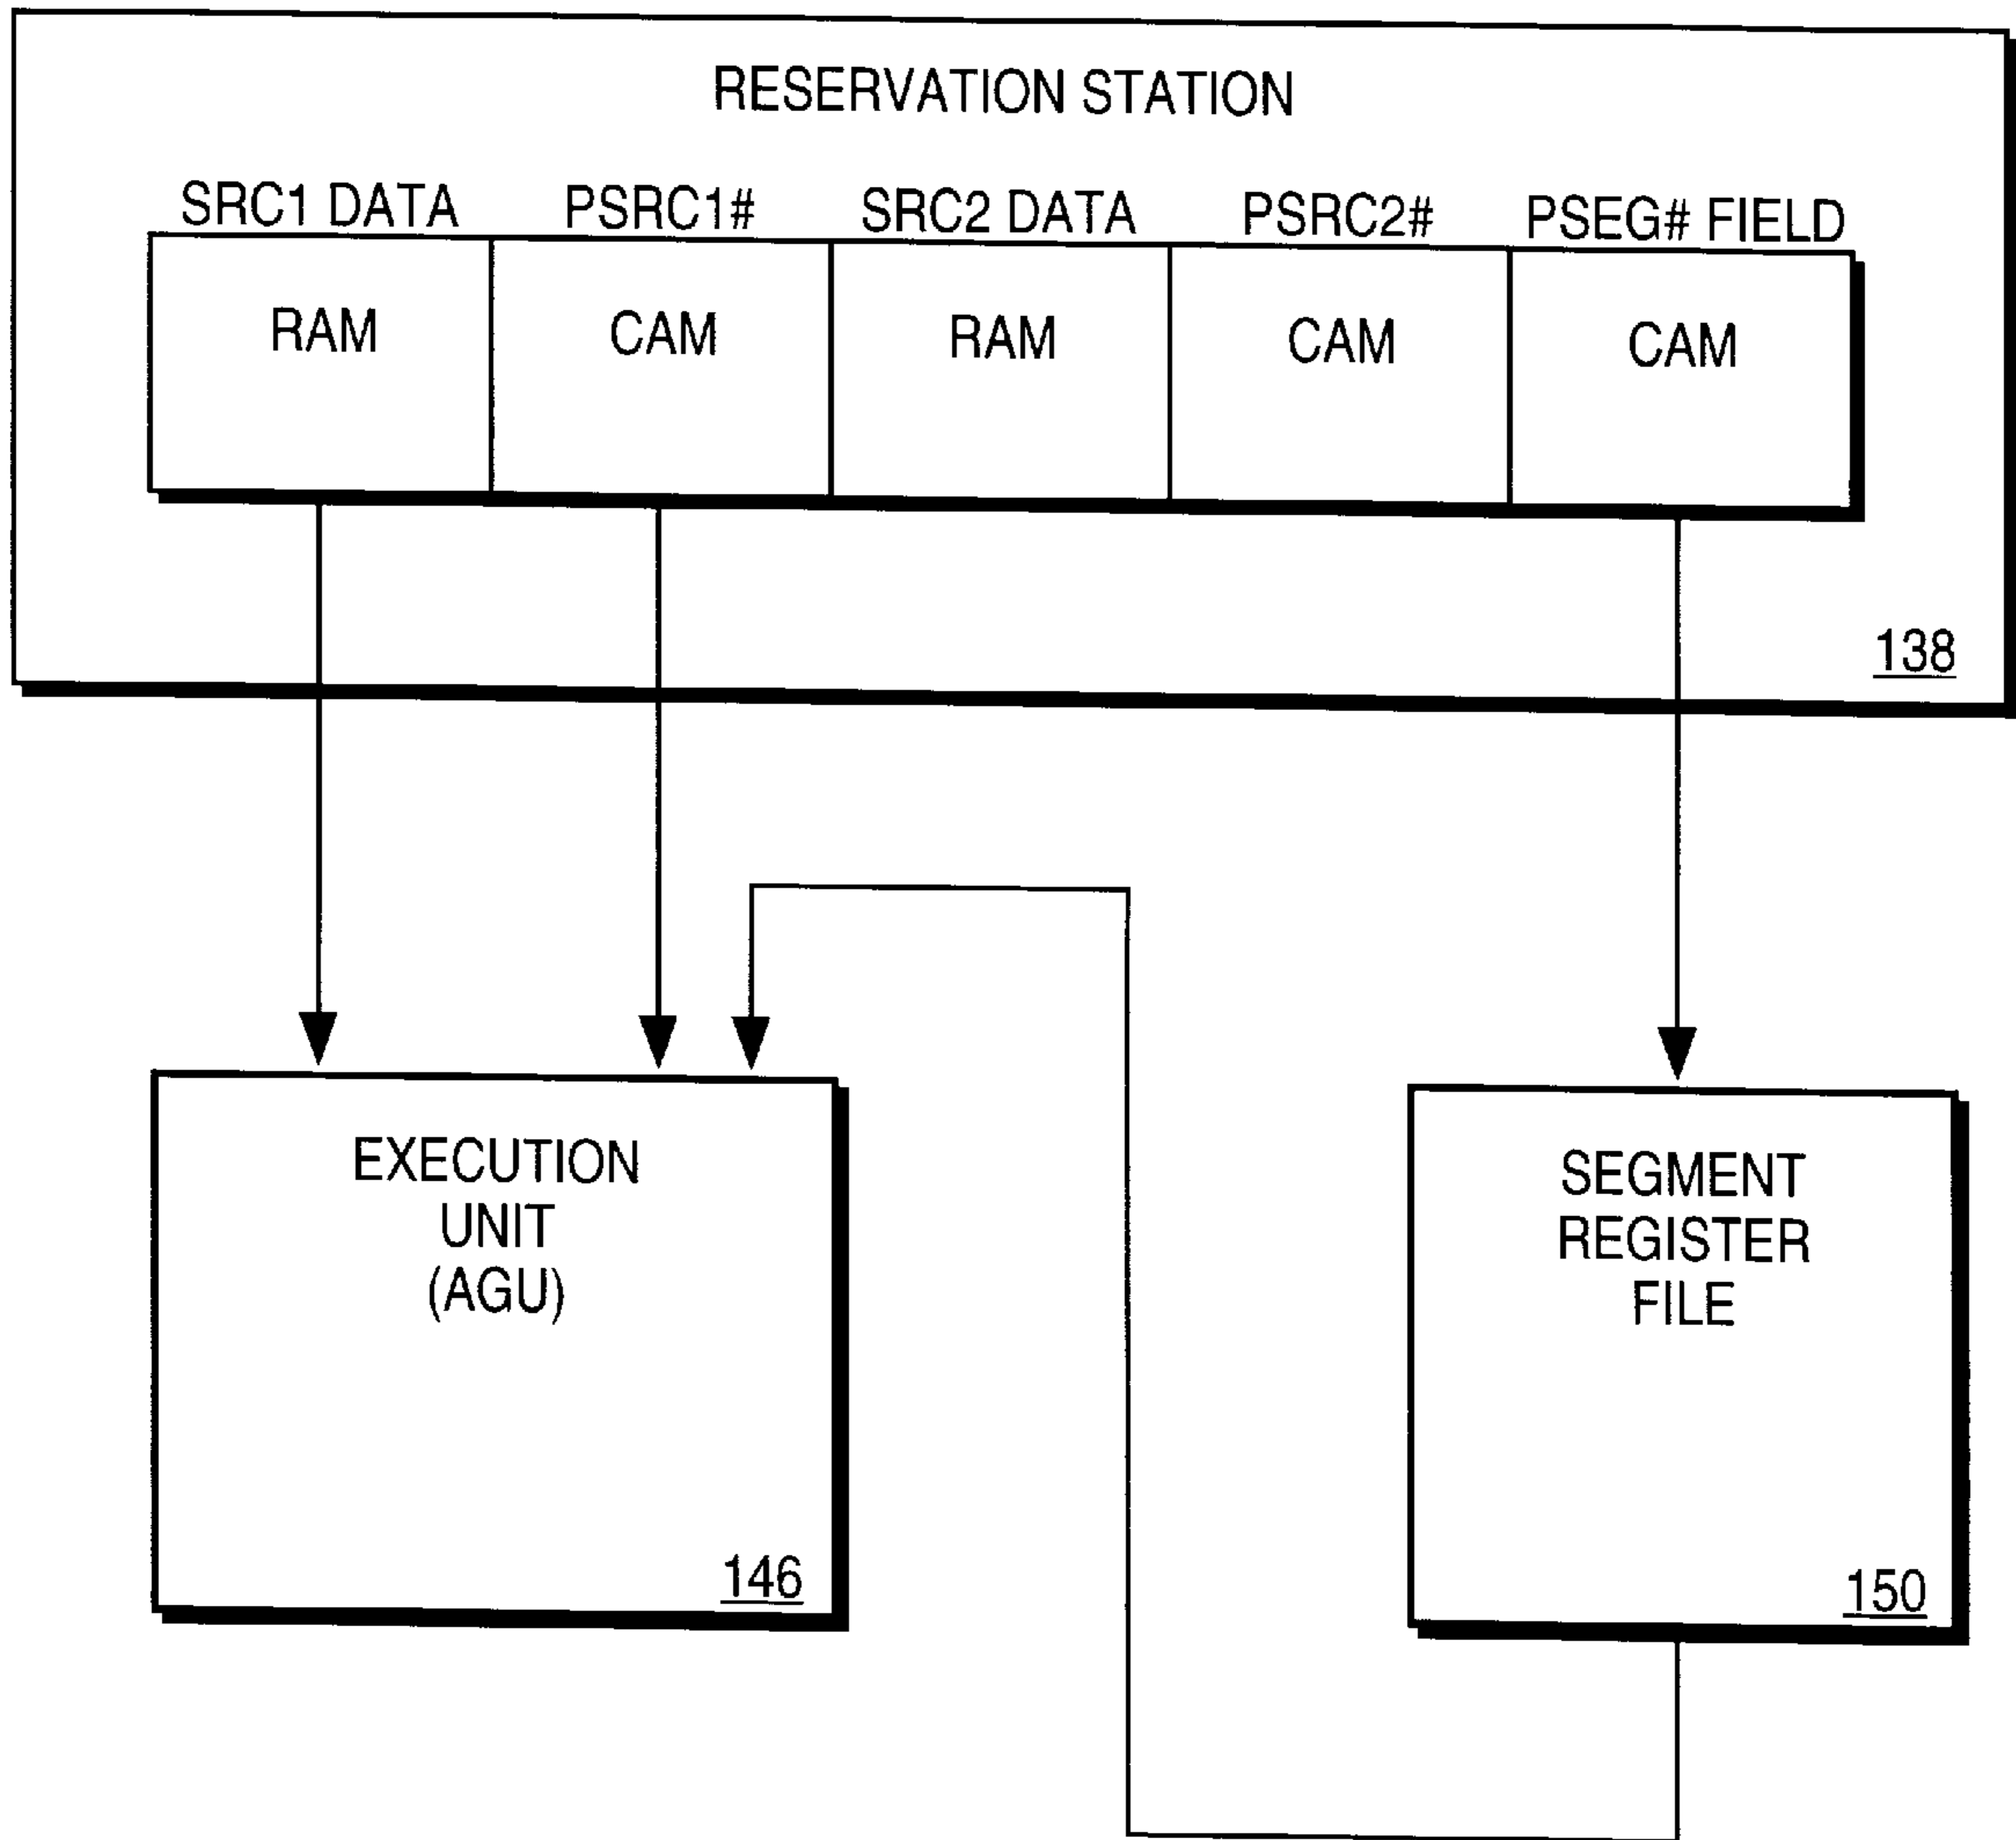 RESERVATION STATION
SRC1 DATA PSRC1# SRC2 DATA PSRC2# PSEG# FIELD
RAM CAM RAM CAM CAM
138
EXECUTION
UNIT
(AGU)
146
SEGMENT
REGISTER
FILE
150